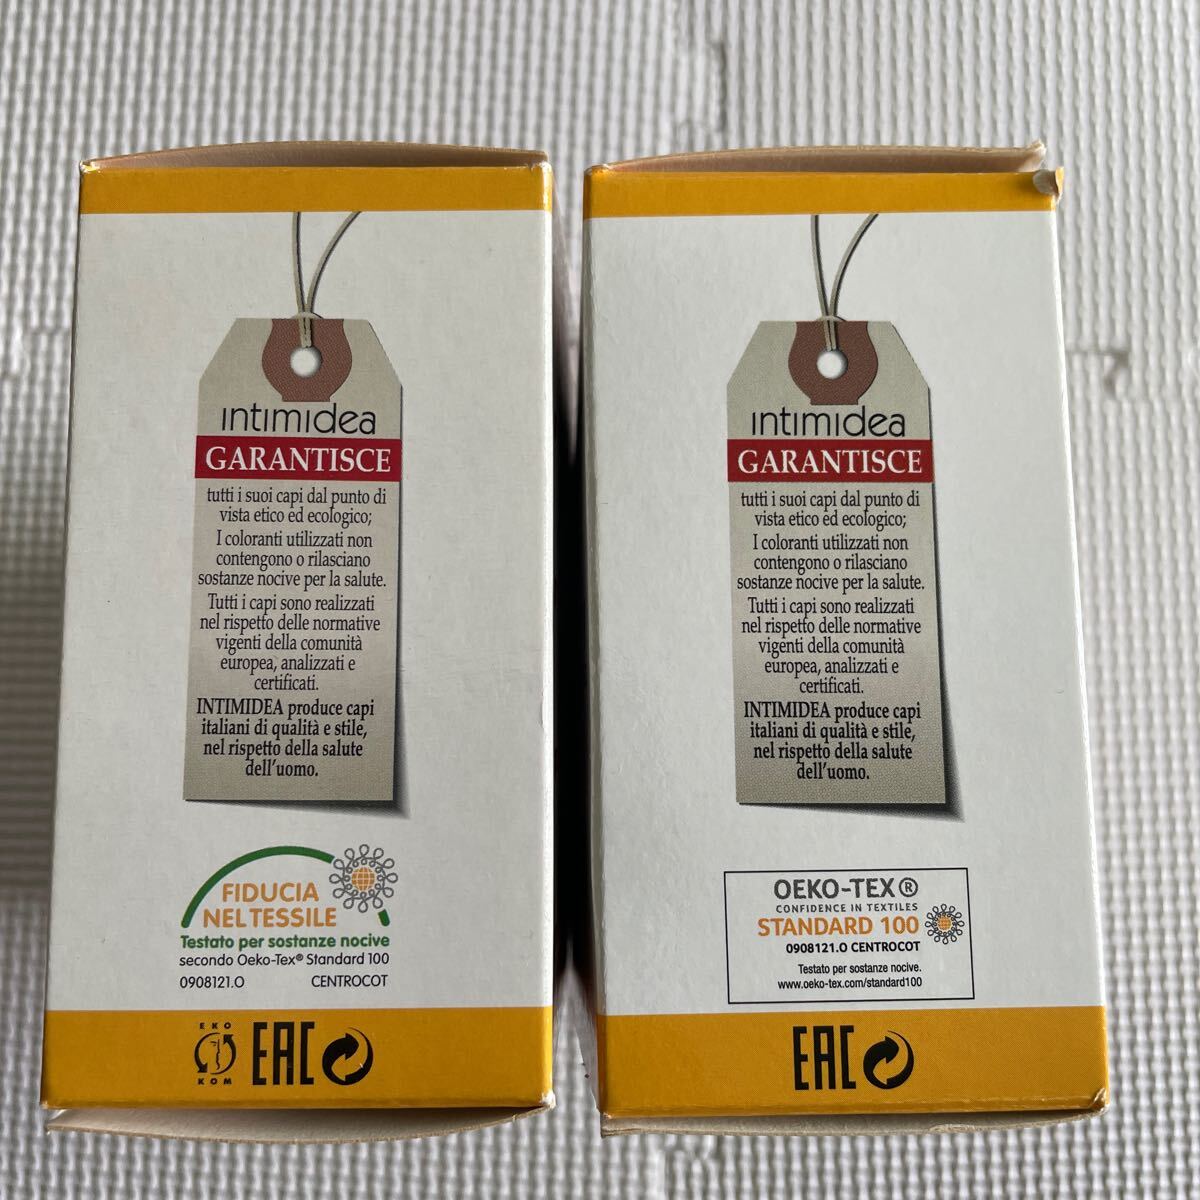 intimidea
GARANTISCE
tutti i suoi capi dal punto di
vista etico ed ecologico;
I coloranti utilizzati non
contengono o rilasciano
sostanze nocive per la salute.
Tutti i capi sono realizzati
nel rispetto delle normative
vigenti della comunità
europea, analizzati e
certificati.
INTIMIDEA produce capi
italiani di qualità e stile,
nel rispetto della salute
dell'uomo.
FIDUCIA
NEL TESSILE
Testato per sostanze nocive
secondo Oeko-Tex® Standard 100
0908121.O CENTROCOT
EKO
KOM
EAC
intimidea
GARANTISCE
tutti i suoi capi dal punto di
vista etico ed ecologico;
I coloranti utilizzati non
contengono o rilasciano
sostanze nocive per la salute.
Tutti i capi sono realizzati
nel rispetto delle normative
vigenti della comunità
europea, analizzati e
certificati.
INTIMIDEA produce capi
italiani di qualità e stile,
nel rispetto della salute
dell'uomo.
OEKO-TEX®
CONFIDENCE IN TEXTILES
STANDARD 100
0908121.O CENTROCOT
Testato per sostanze nocive.
www.oeko-tex.com/standard100
EAC